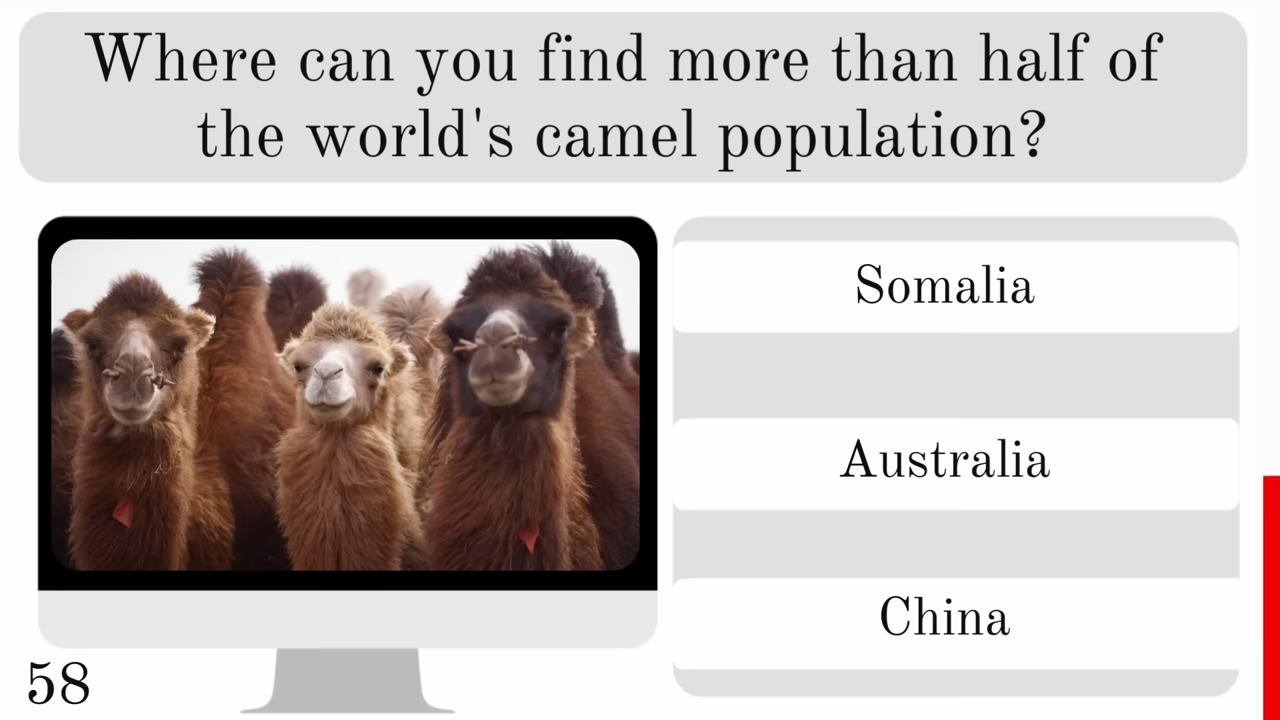 Where can you find more than half of
the world's camel population?
Somalia
Australia
China
58